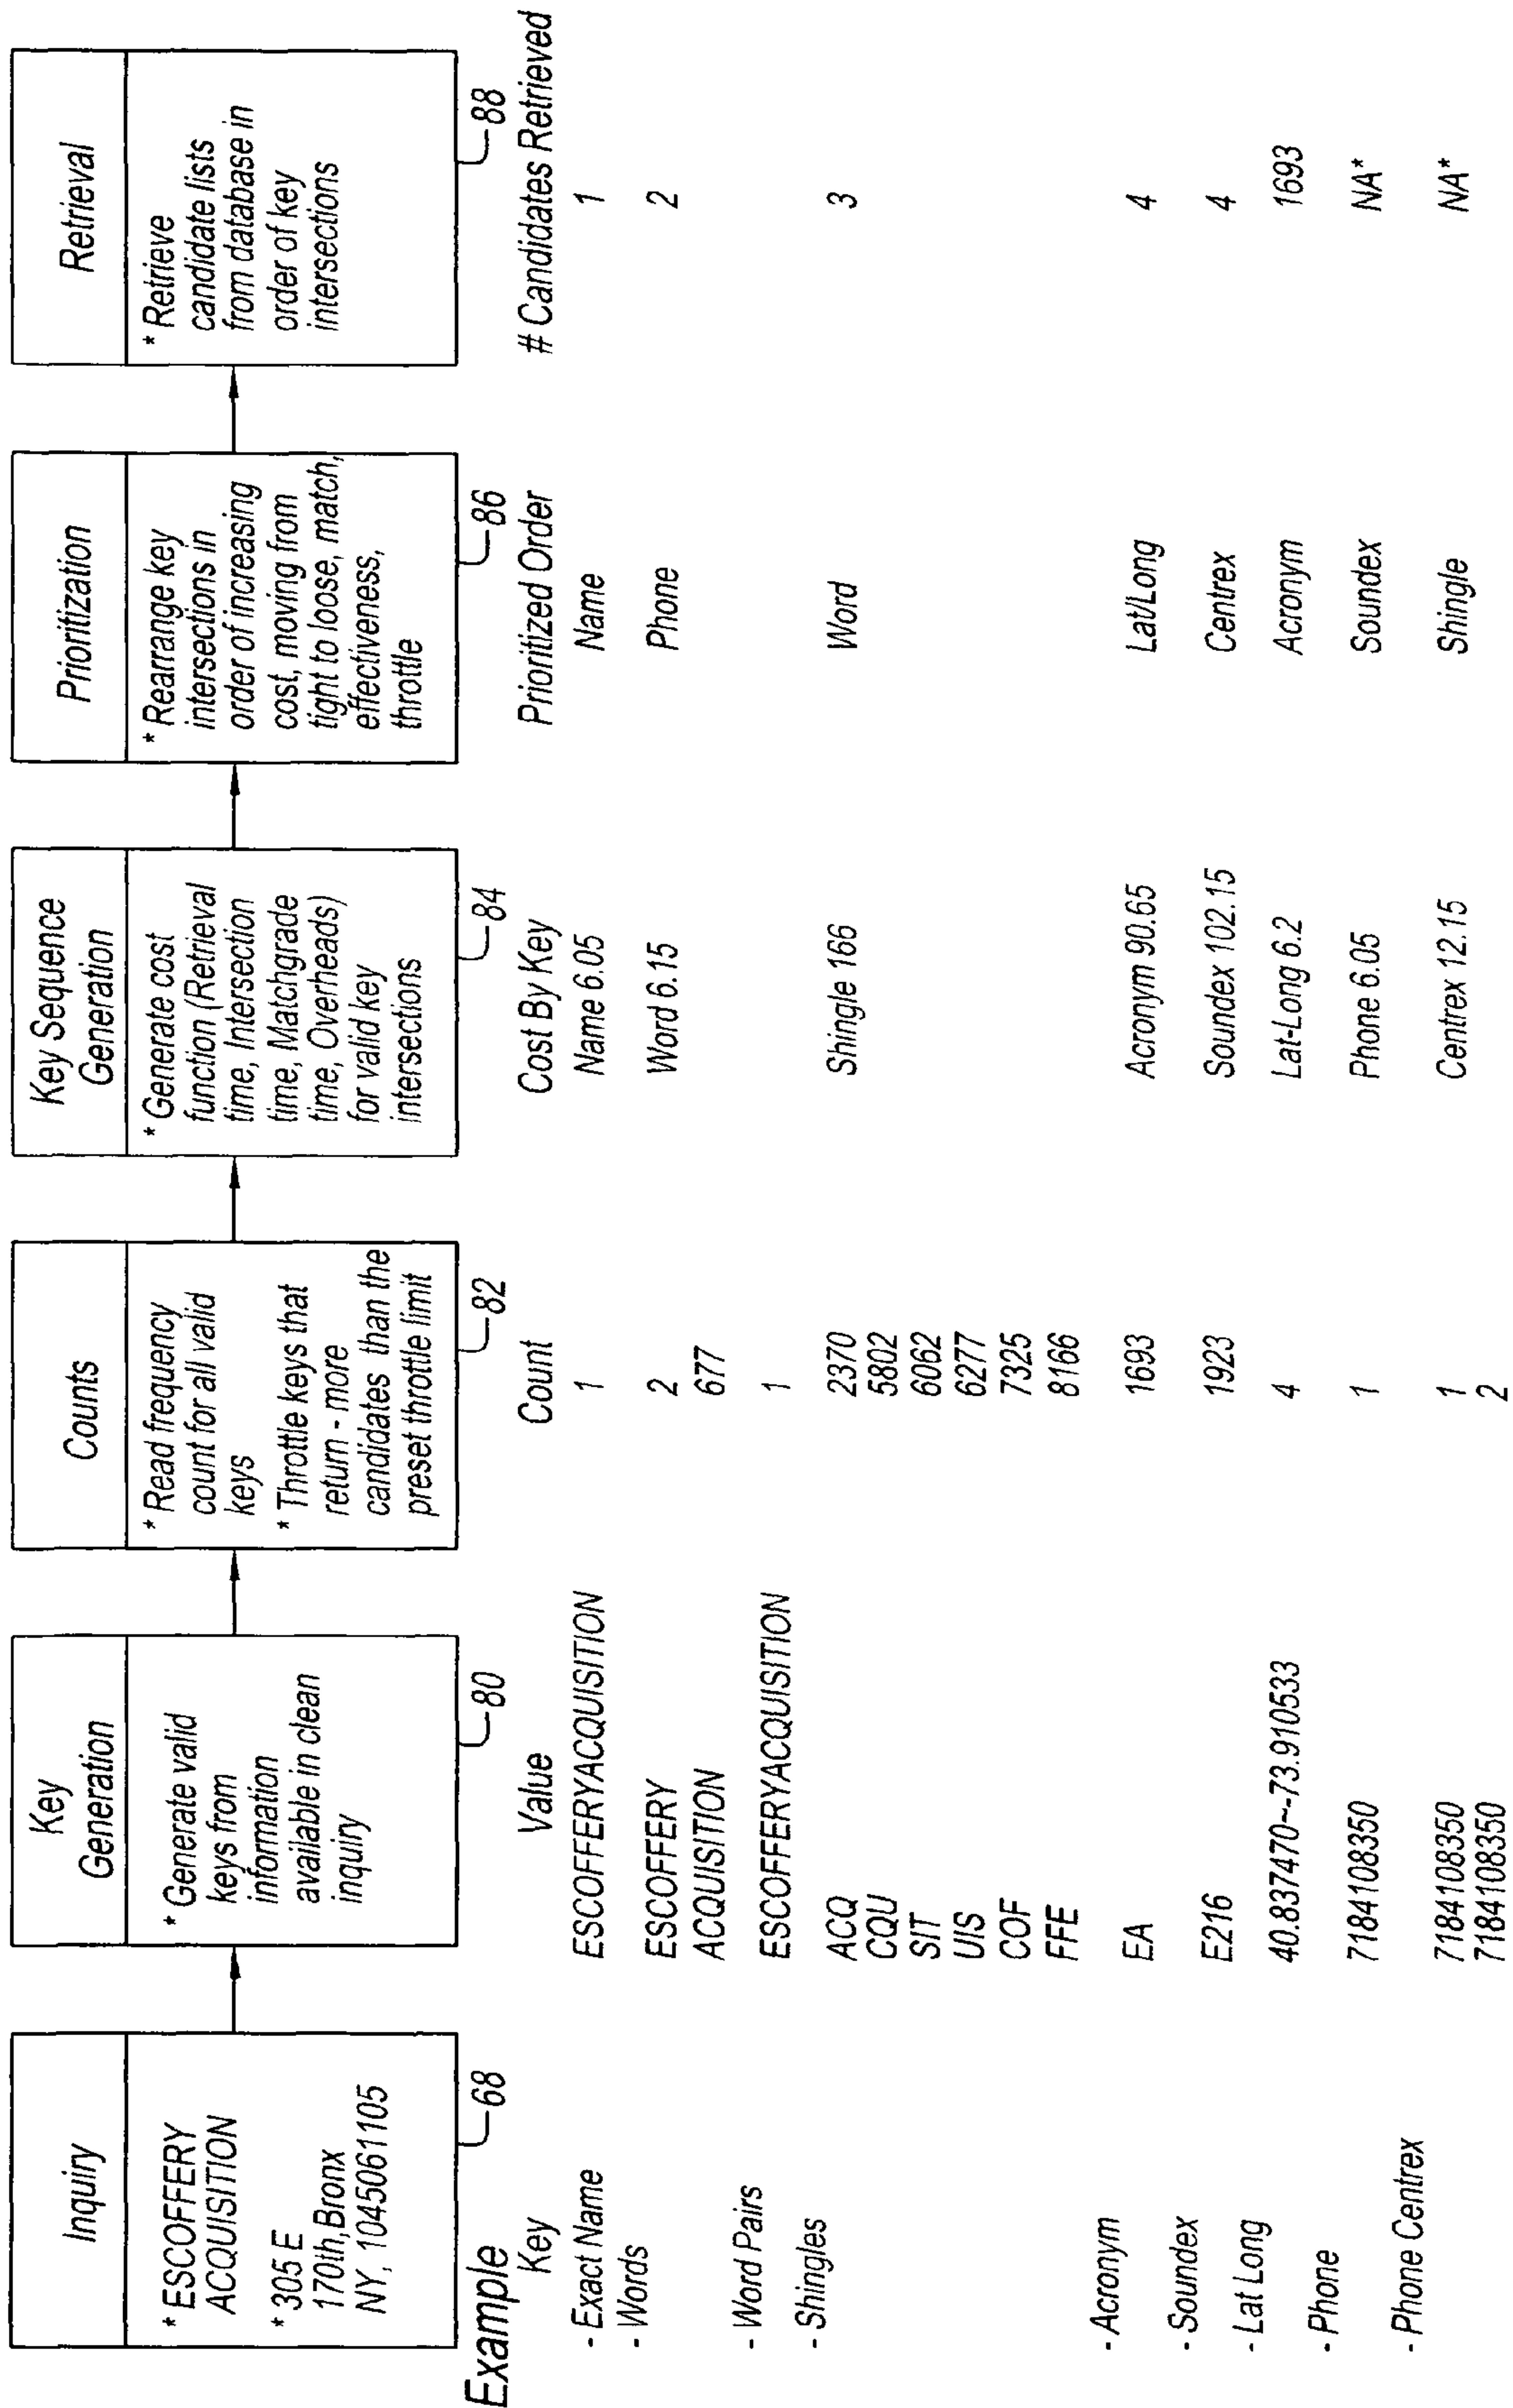 Inquiry
* ESCOFFERY
ACQUISITION
* 305 E
170th, Bronx
NY, 1045061105
68
Key
Generation
* Generate valid
keys from
information
available in clean
inquiry
80
Counts
* Read frequency
count for all valid
keys
* Throttle keys that
return - more
candidates than the
preset throttle limit
82
Key Sequence
Generation
* Generate cost
function (Retrieval
time, Intersection
time, Matchgrade
time, Overheads)
for valid key
intersections
84
Prioritization
* Rearrange key
intersections in
order of increasing
cost, moving from
tight to loose, match,
effectiveness,
throttle
86
Retrieval
* Retrieve
candidate lists
from database in
order of key
intersections
88
Example
Key Value Count Cost By Key Prioritized Order # Candidates Retrieved
- Exact Name ESCOFFERYACQUISITION 1 Name 6.05 Name 1
- Words ESCOFFERY 2 Word 6.15 Phone 2
ACQUISITION 677
- Word Pairs ESCOFFERYACQUISITION 1
- Shingles ACQ 2370 Shingle 166 Word 3
CQU 5802
SIT 6062
UIS 6277
COF 7325
FFE 8166
- Acronym EA 1693 Acronym 90.65 Lat/Long 4
- Soundex E216 1923 Soundex 102.15 Centrex 4
- Lat Long 40.837470~-73.910533 4 Lat-Long 6.2 Acronym 1693
- Phone 7184108350 1 Phone 6.05 Soundex NA*
- Phone Centrex 7184108350 1 Centrex 12.15 Shingle NA*
7184108350 2